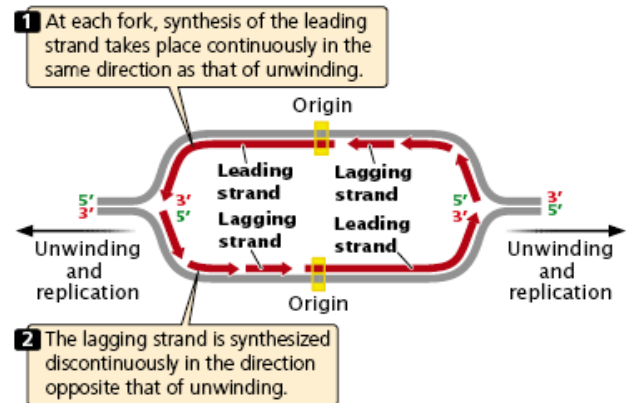 1 At each fork, synthesis of the leading
strand takes place continuously in the
same direction as that of unwinding.
Origin
Leading
strand
Lagging
strand
5’
3’
3’
5’
5’
3’
3’
5’
Lagging
strand
Leading
strand
Unwinding
and
replication
Unwinding
and
replication
Origin
2 The lagging strand is synthesized
discontinuously in the direction
opposite that of unwinding.